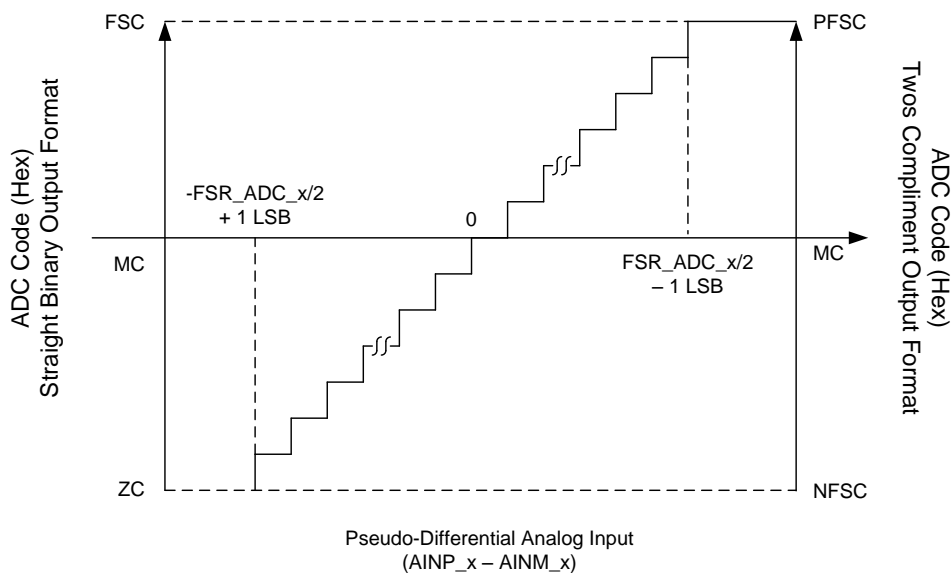 FSC
PFSC
ADC Code (Hex)
Straight Binary Output Format
-FSR_ADC_x/2
+ 1 LSB
0
MC
FSR_ADC_x/2
– 1 LSB
MC
ADC Code (Hex)
Twos Compliment Output Format
ZC
NFSC
Pseudo-Differential Analog Input
(AINP_x – AINM_x)